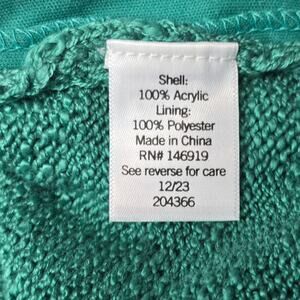 Shell:
100% Acrylic
Lining:
100% Polyester
Made in China
RN# 146919
See reverse for care
12/23
204366